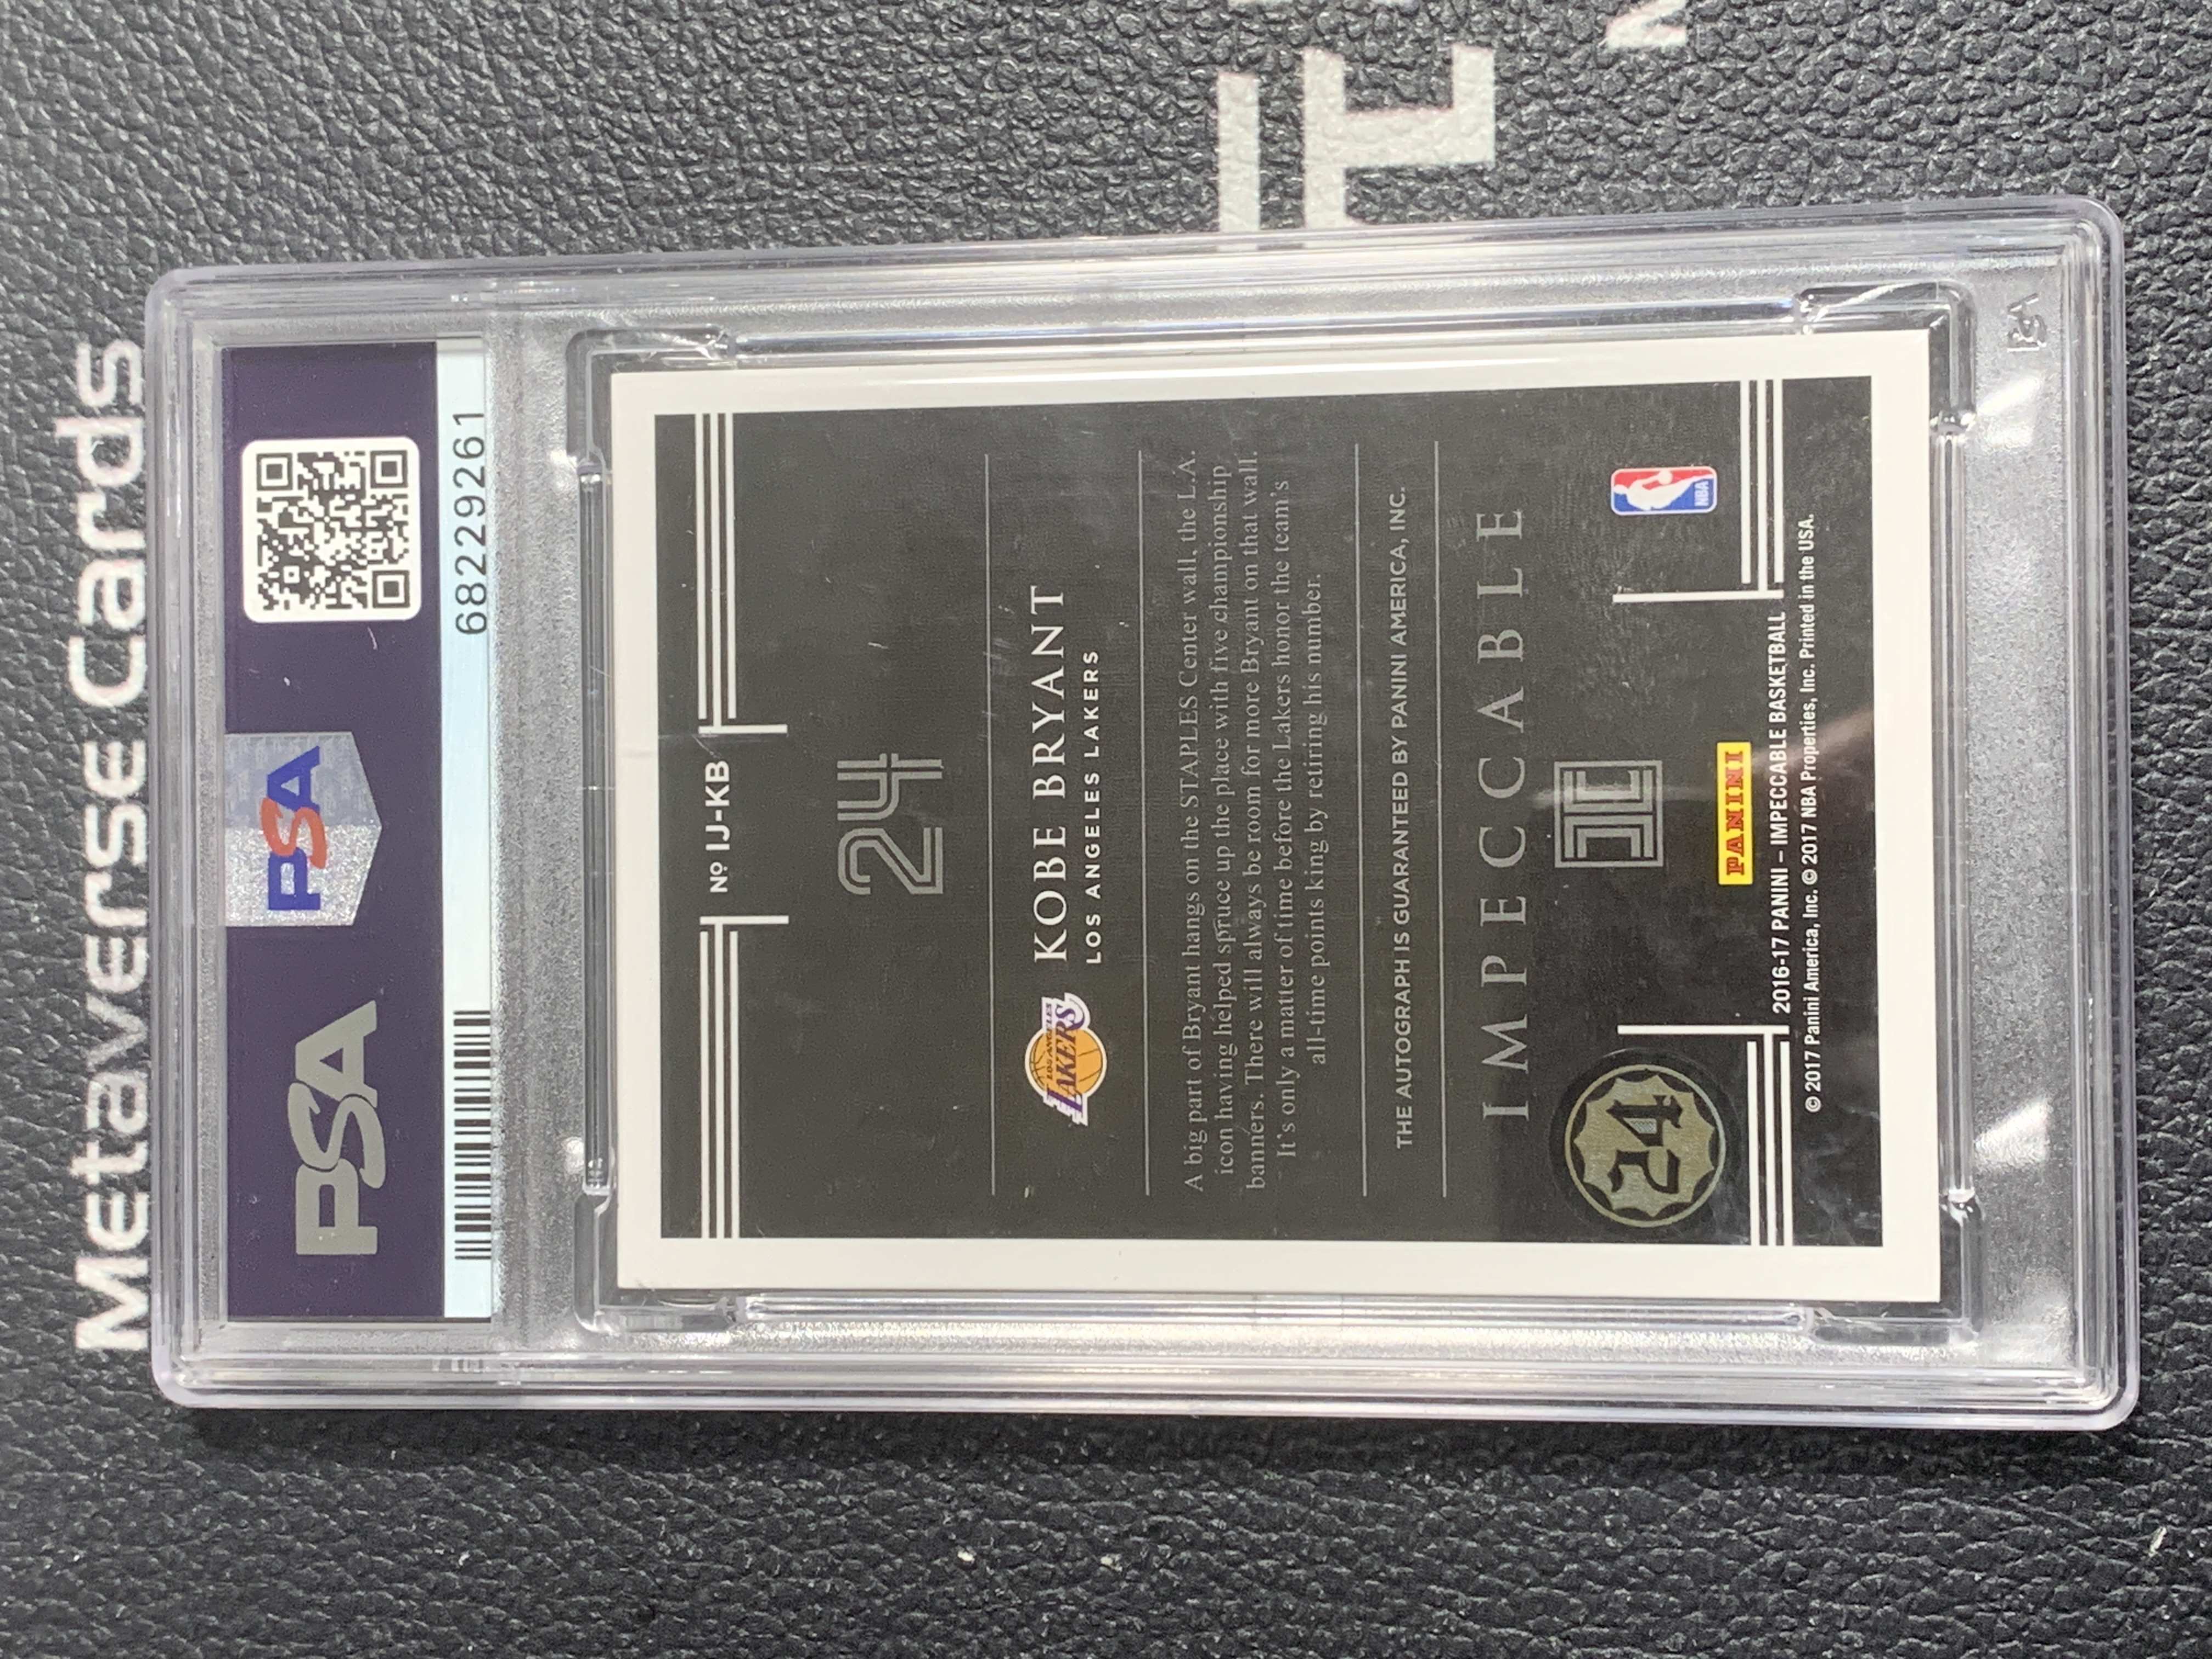 Metaverse Cards
PSA
PSA
68229261
Nº IJ-KB
24
KOBE BRYANT
LOS ANGELES LAKERS
LOS ANGELES
LAKERS
A big part of Bryant hangs on the STAPLES Center wall, the L.A.
icon having helped spruce up the place with five championship
banners. There will always be room for more Bryant on that wall.
It's only a matter of time before the Lakers honor the team's
all-time points king by retiring his number.
THE AUTOGRAPH IS GUARANTEED BY PANINI AMERICA, INC.
IMPECCABLE
24
PANINI
NBA
2016-17 PANINI – IMPECCABLE BASKETBALL
© 2017 Panini America, Inc. © 2017 NBA Properties, Inc. Printed in the USA.
PSA